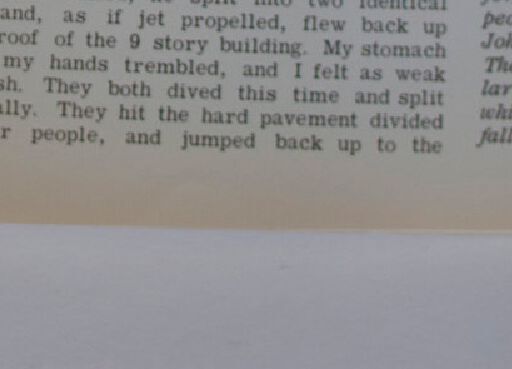 split into two identical
and, as if jet propelled, flew back up
roof of the 9 story building. My stomach
my hands trembled, and I felt as weak
sh. They both dived this time and split
ally. They hit the hard pavement divided
r people, and jumped back up to the
Joh
The
lar
whi
fall